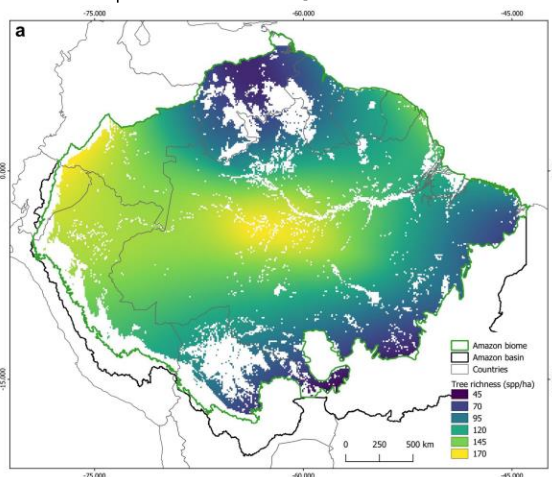 a
-75.000 -60.000 -45.000
0.000
-15.000
Amazon biome
Amazon basin
Countries
Tree richness (spp/ha)
45
70
95
120
145
170
0 250 500 km
-75.000 -60.000 -45.000